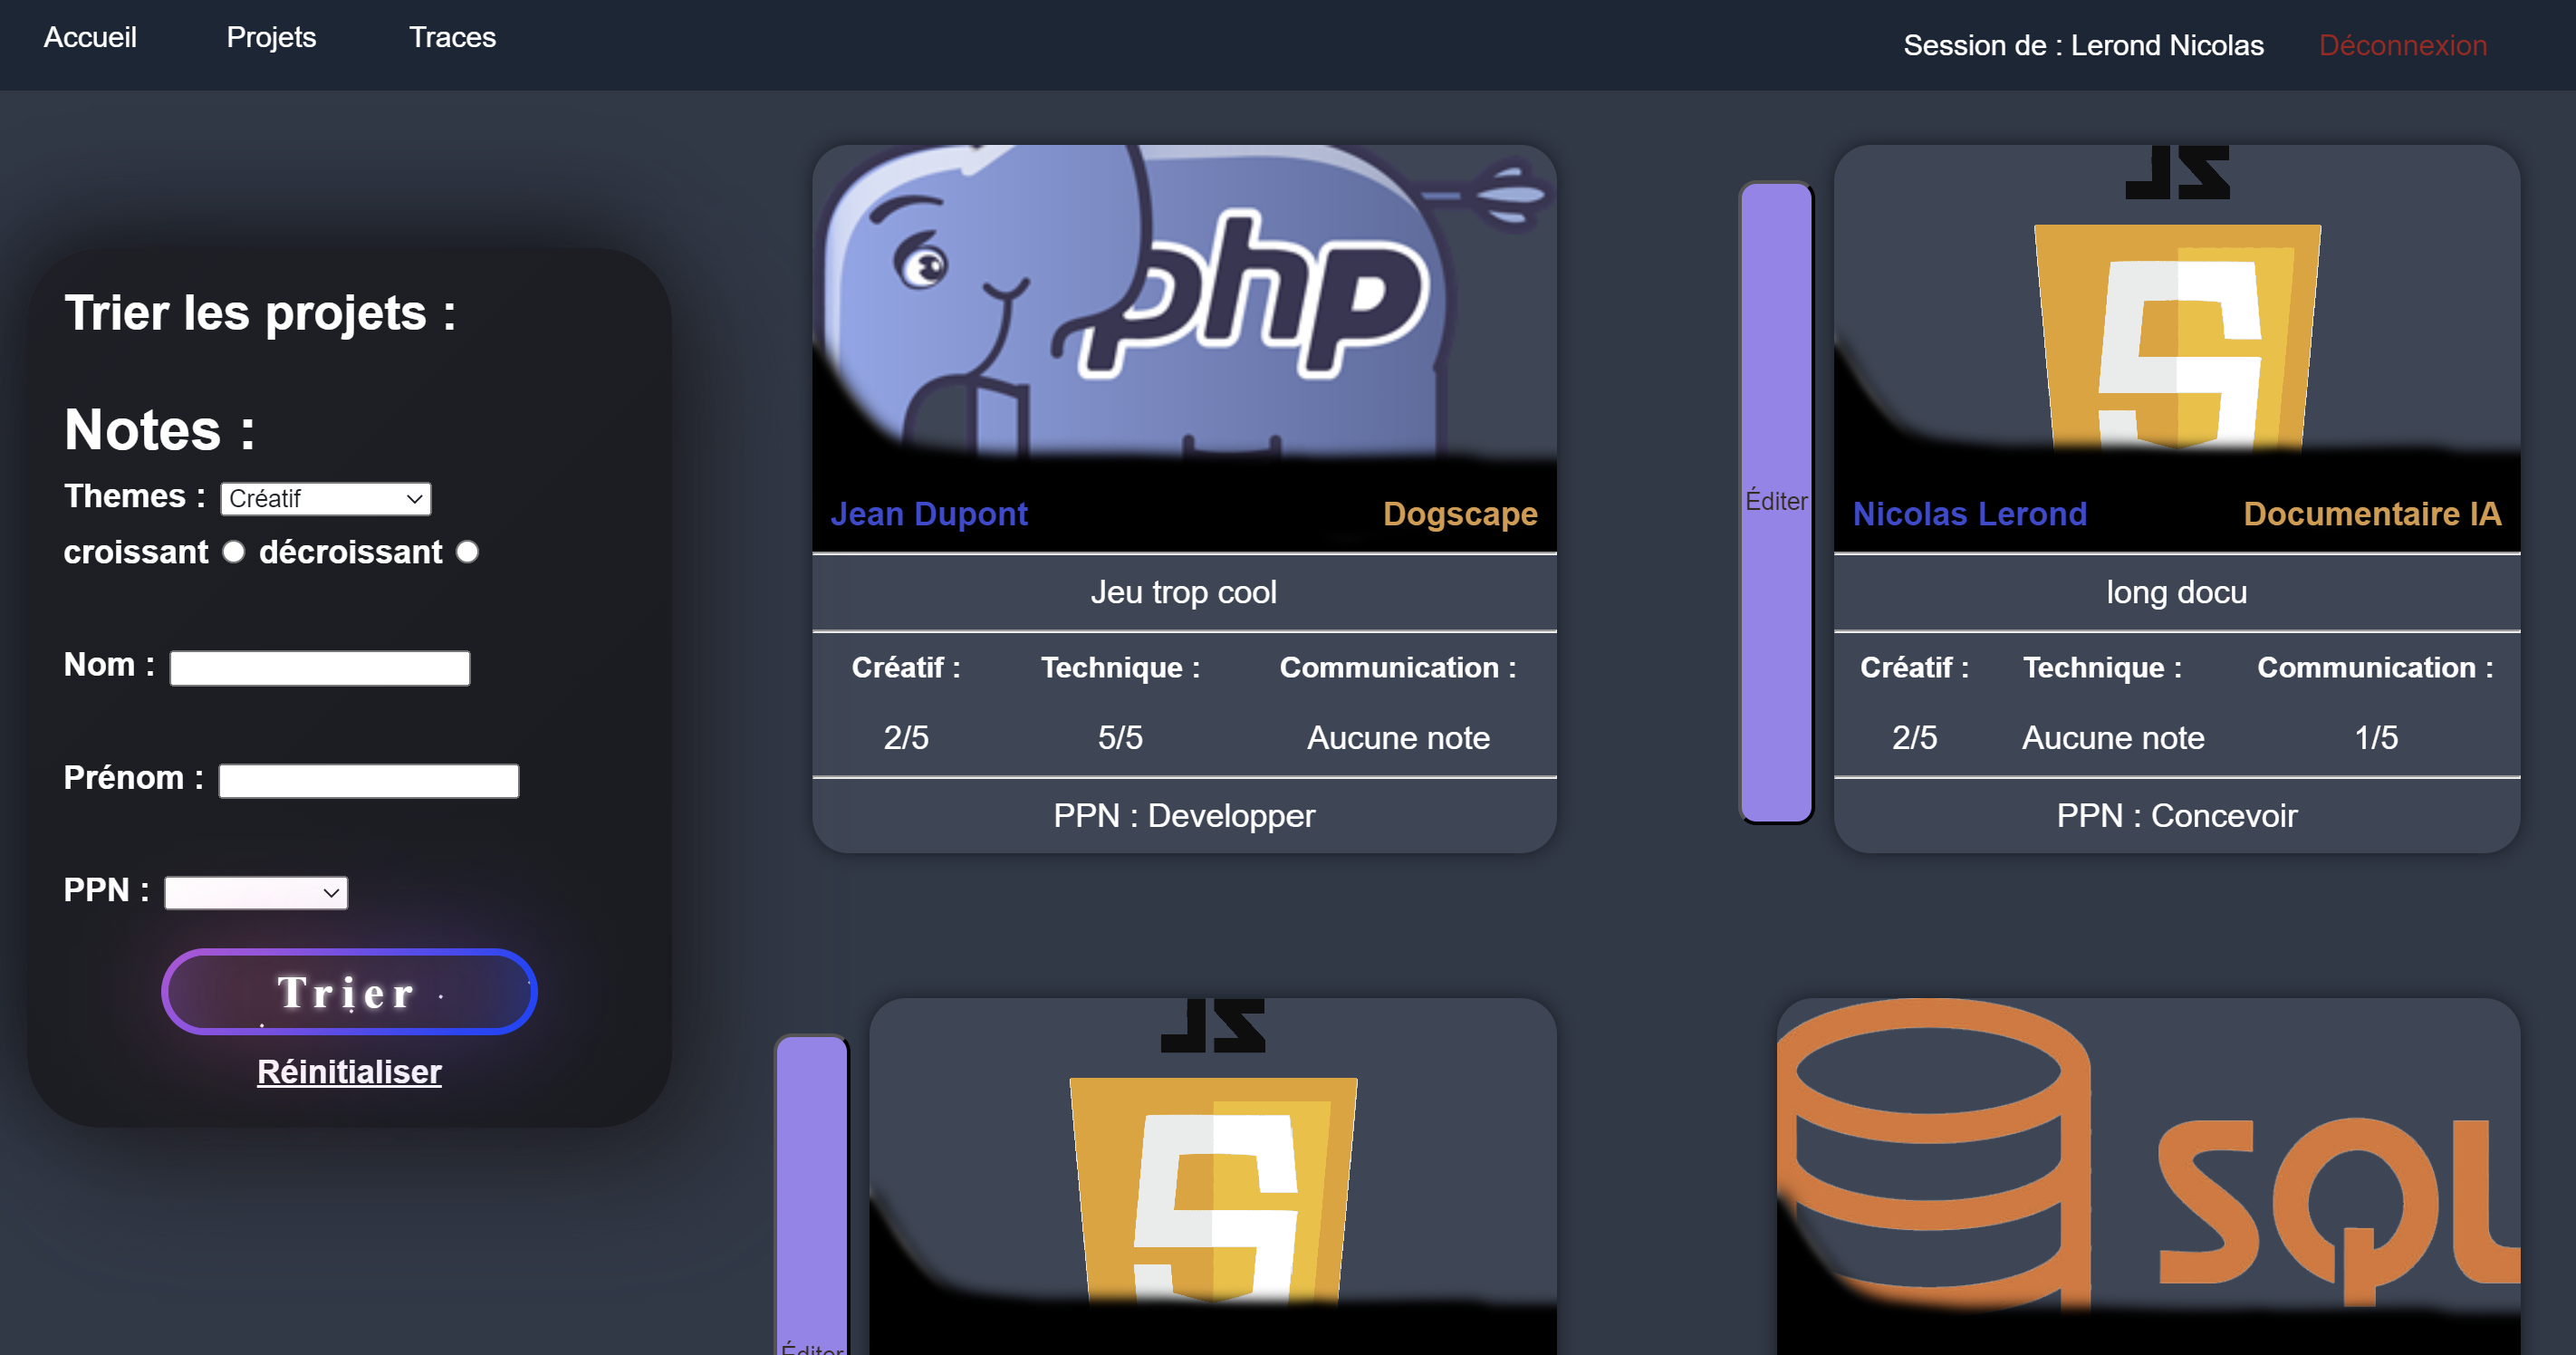 Accueil Projets Traces Session de : Lerond Nicolas Déconnexion
Trier les projets :
Notes :
Themes : Créatif
croissant décroissant
Nom :
Prénom :
PPN :
Trier
Réinitialiser
php
Jean Dupont Dogscape
Jeu trop cool
Créatif : Technique : Communication :
2/5 5/5 Aucune note
PPN : Developper
Éditer
JS
Nicolas Lerond Documentaire IA
long docu
Créatif : Technique : Communication :
2/5 Aucune note 1/5
PPN : Concevoir
Éditer
JS
SQL